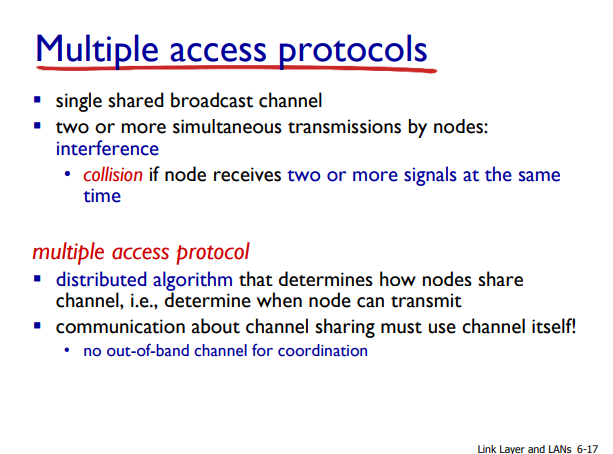 Multiple access protocols
▪ single shared broadcast channel
▪ two or more simultaneous transmissions by nodes:
interference
• collision if node receives two or more signals at the same
time
multiple access protocol
▪ distributed algorithm that determines how nodes share
channel, i.e., determine when node can transmit
▪ communication about channel sharing must use channel itself!
• no out-of-band channel for coordination
Link Layer and LANs 6-17